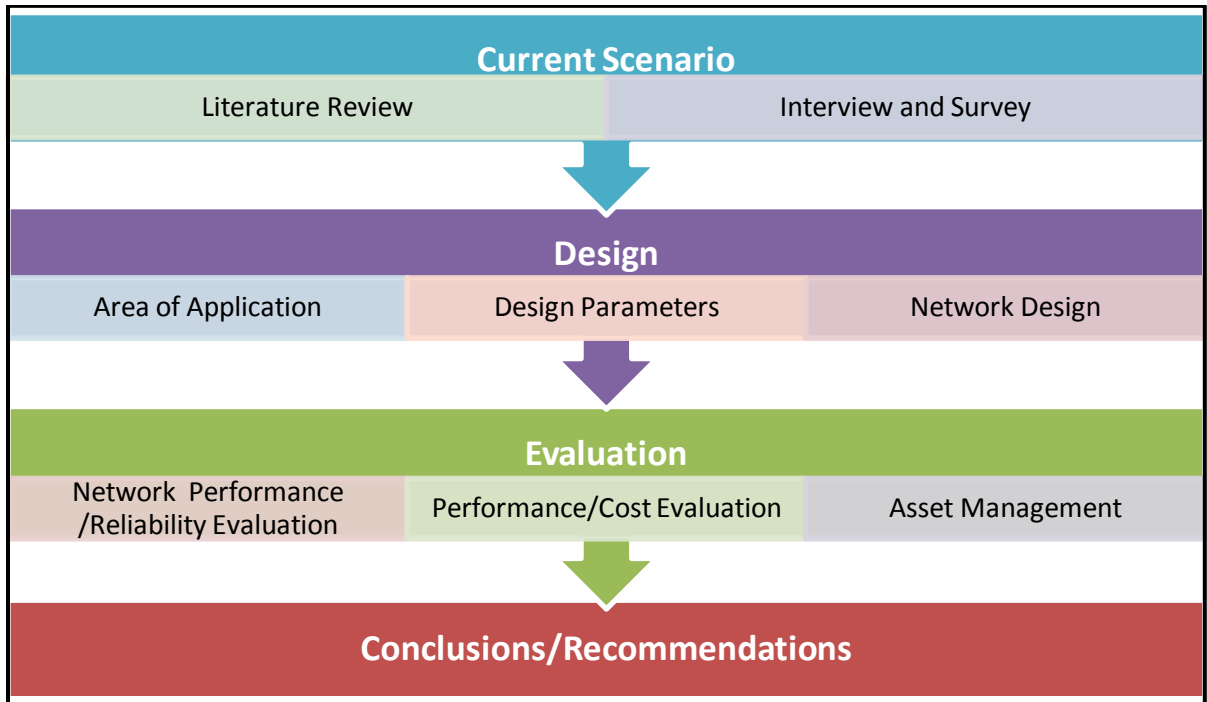 Current Scenario
Literature Review
Interview and Survey
Design
Area of Application
Design Parameters
Network Design
Evaluation
Network Performance
/Reliability Evaluation
Performance/Cost Evaluation
Asset Management
Conclusions/Recommendations